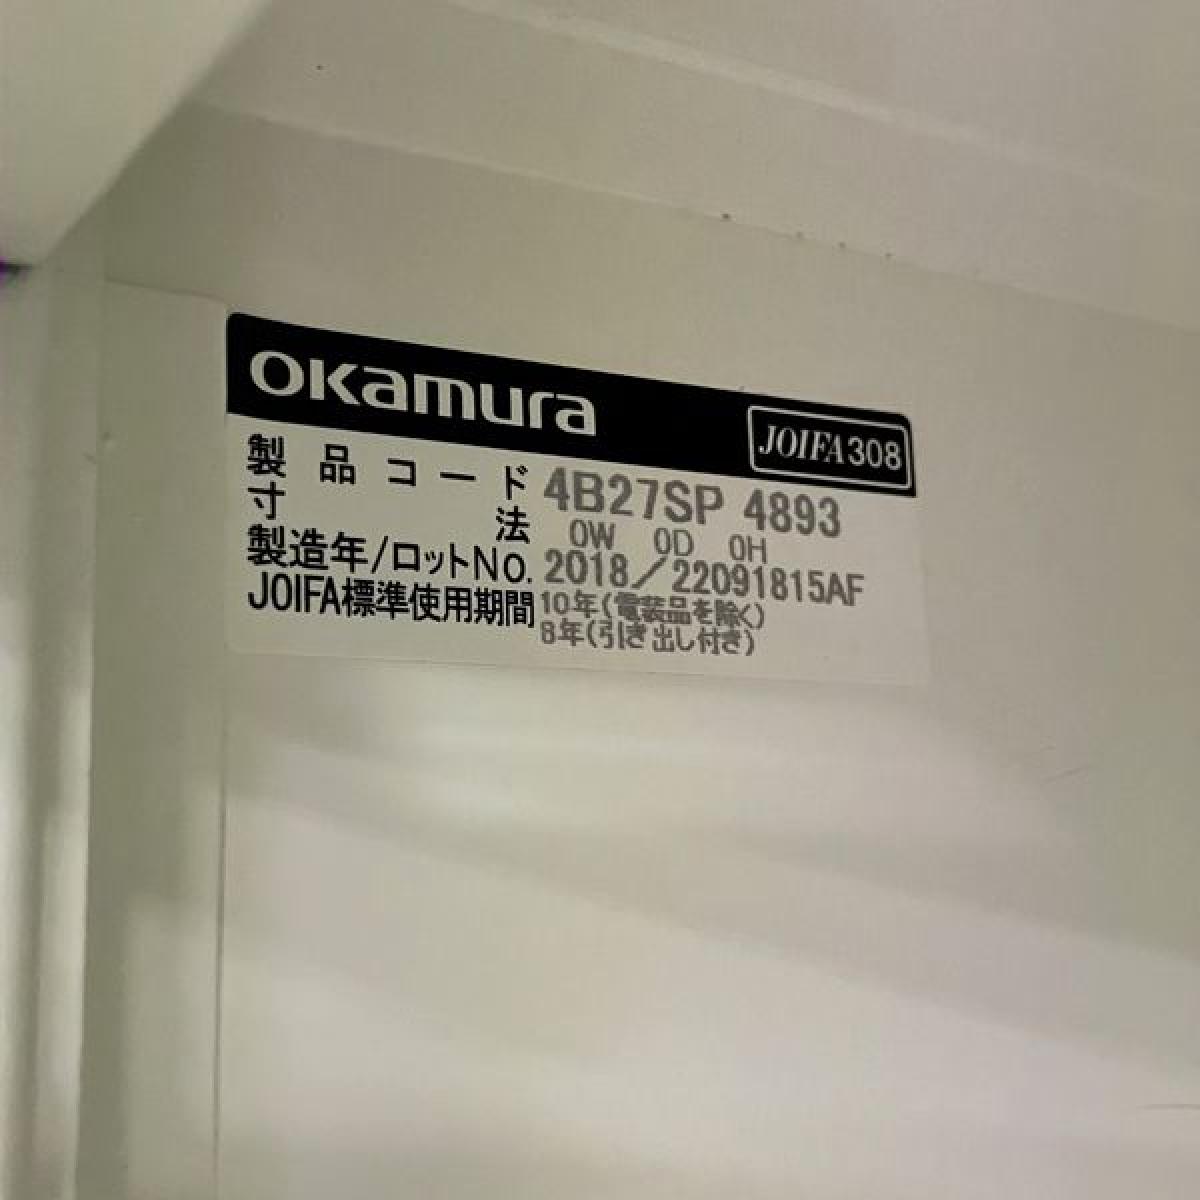 OKamura
JOIFA308
製品コード 4B27SP 4893
寸法 0W 0D 0H
製造年/ロットNo. 2018/22091815AF
JOIFA標準使用期間 10年(電装品を除く)
8年(引き出し付き)